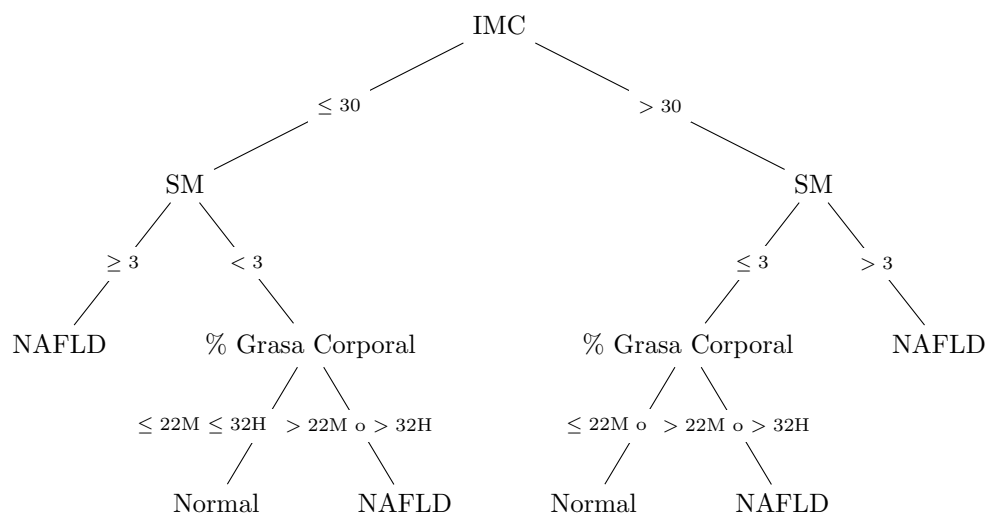 IMC
≤ 30
> 30
SM
SM
≥ 3
< 3
≤ 3
> 3
NAFLD
% Grasa Corporal
% Grasa Corporal
NAFLD
≤ 22M ≤ 32H
> 22M o > 32H
≤ 22M o
> 22M o > 32H
Normal
NAFLD
Normal
NAFLD